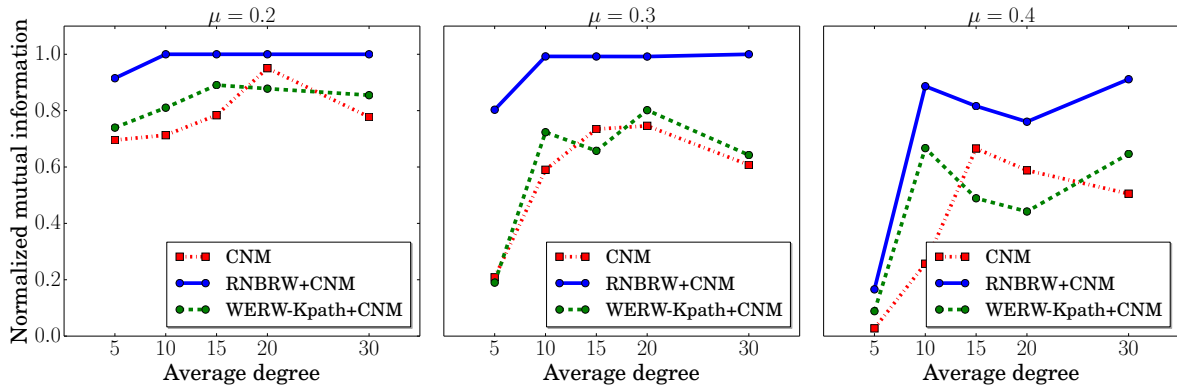 μ = 0.2
μ = 0.3
μ = 0.4
Normalized mutual information
1.0
0.8
0.6
0.4
0.2
0.0
CNM
RNBRW+CNM
WERW-Kpath+CNM
CNM
RNBRW+CNM
WERW-Kpath+CNM
CNM
RNBRW+CNM
WERW-Kpath+CNM
5 10 15 20 30
5 10 15 20 30
5 10 15 20 30
Average degree
Average degree
Average degree